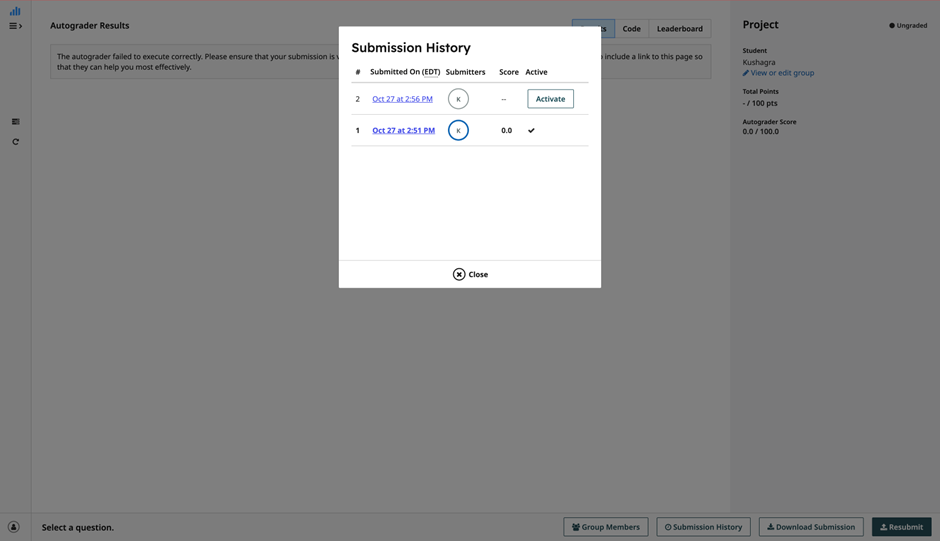 Autograder Results
Code
Leaderboard
The autograder failed to execute correctly. Please ensure that your submission is v
include a link to this page so
that they can help you most effectively.
Project
Ungraded
Student
Kushagra
View or edit group
Total Points
- / 100 pts
Autograder Score
0.0 / 100.0
Submission History
# Submitted On (EDT) Submitters Score Active
2 Oct 27 at 2:56 PM K -- Activate
1 Oct 27 at 2:51 PM K 0.0
Close
Select a question.
Group Members
Submission History
Download Submission
Resubmit